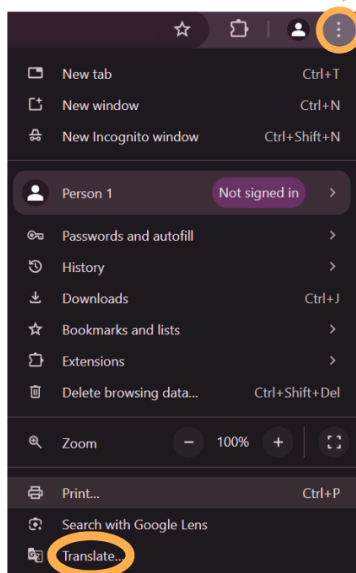 New tab Ctrl+T
New window Ctrl+N
New Incognito window Ctrl+Shift+N
Person 1 Not signed in
Passwords and autofill
History
Downloads Ctrl+J
Bookmarks and lists
Extensions
Delete browsing data... Ctrl+Shift+Del
Zoom − 100% +
Print... Ctrl+P
Search with Google Lens
Translate...